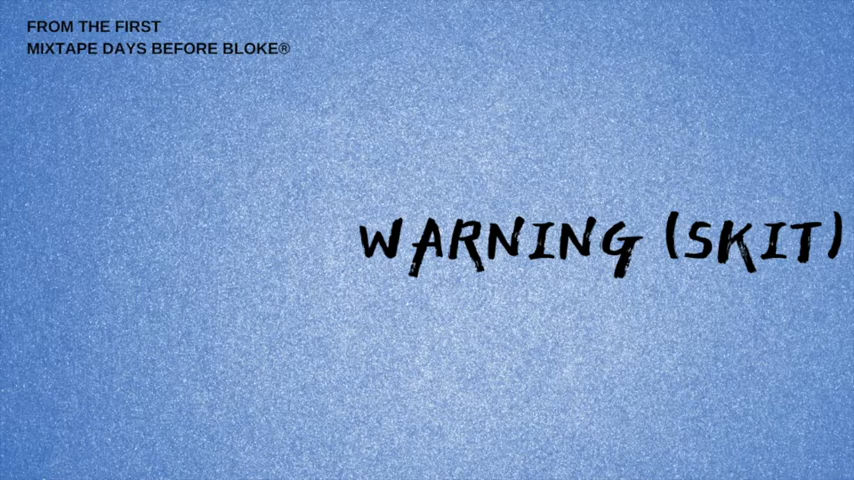 FROM THE FIRST
MIXTAPE DAYS BEFORE BLOKE®
WARNING (SKIT)